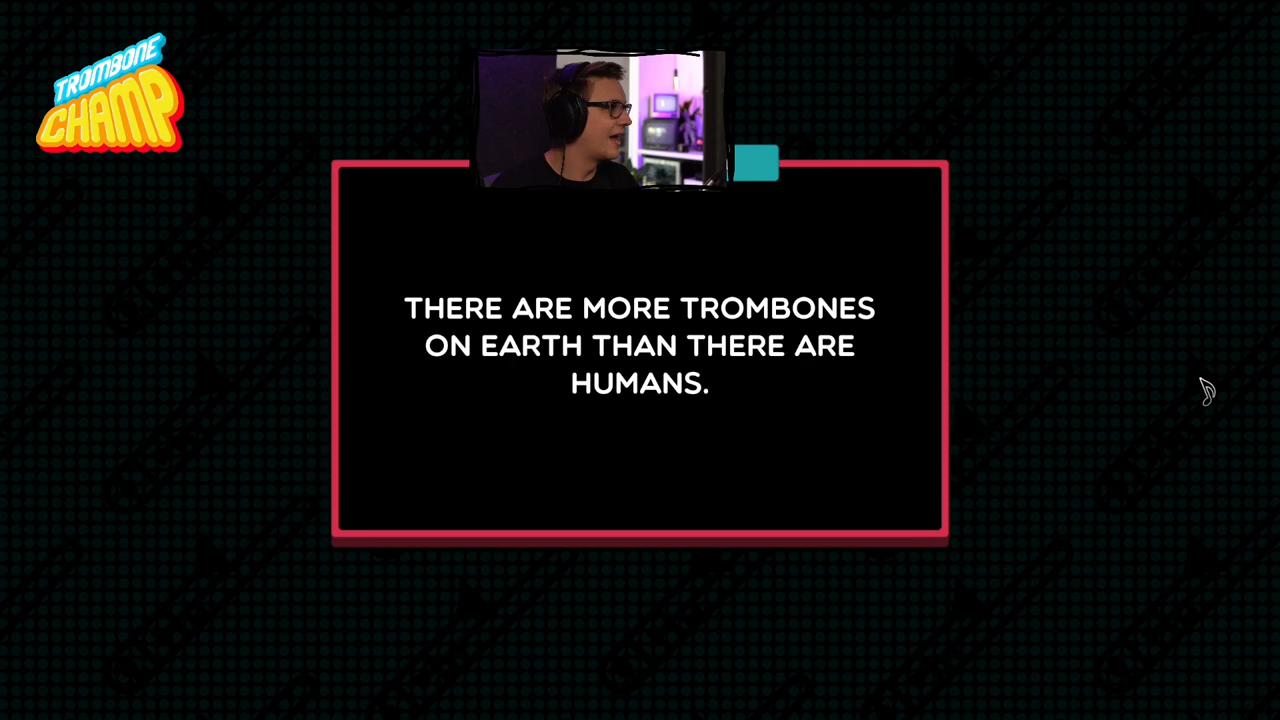 TROMBONE
CHAMP
THERE ARE MORE TROMBONES
ON EARTH THAN THERE ARE
HUMANS.